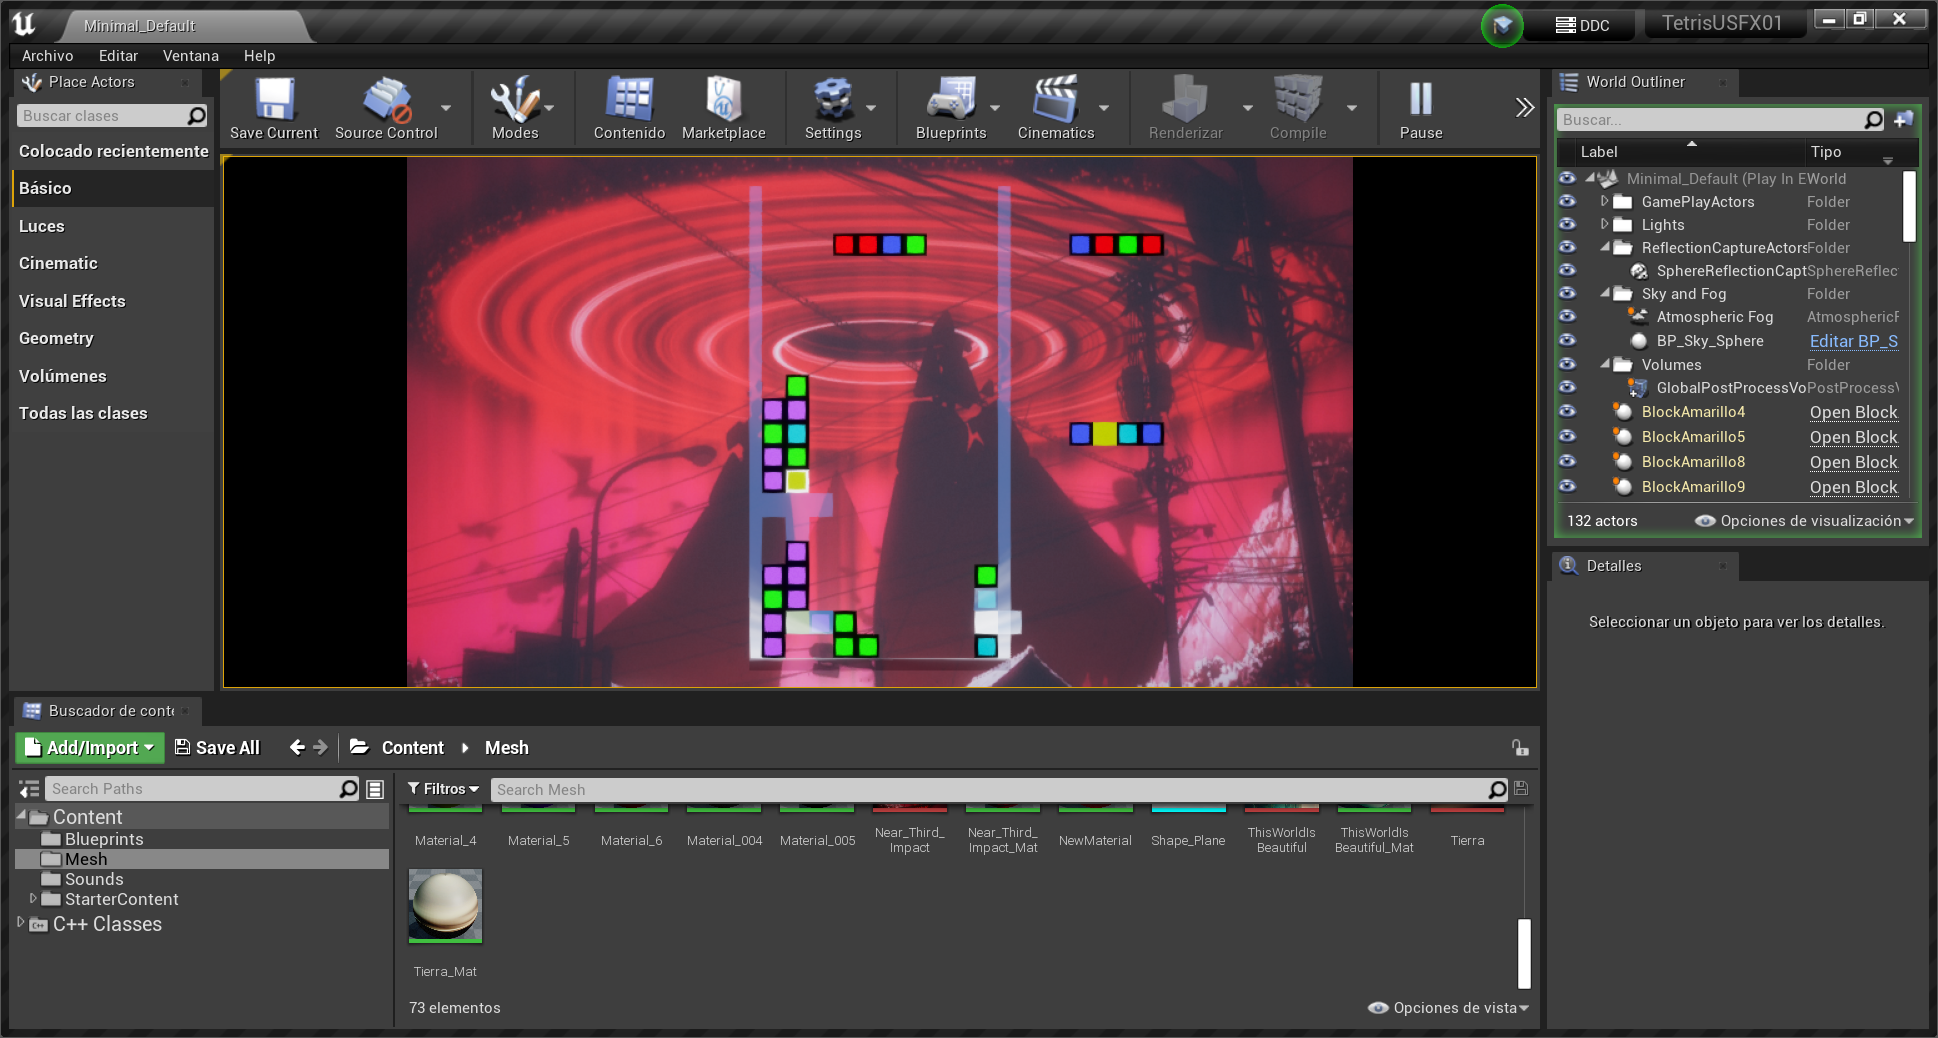 Minimal_Default
DDC
TetrisUSFX01
Archivo
Editar
Ventana
Help
Place Actors
Buscar clases
Colocado recientemente
Básico
Luces
Cinematic
Visual Effects
Geometry
Volúmenes
Todas las clases
Save Current
Source Control
Modes
Contenido
Marketplace
Settings
Blueprints
Cinematics
Renderizar
Compile
Pause
World Outliner
Buscar...
Label Tipo
Minimal_Default (Play In E World
GamePlayActors Folder
Lights Folder
ReflectionCaptureActors Folder
SphereReflectionCapt SphereReflec
Sky and Fog Folder
Atmospheric Fog AtmosphericF
BP_Sky_Sphere Editar BP_S
Volumes Folder
GlobalPostProcessVo PostProcessV
BlockAmarillo4 Open Block
BlockAmarillo5 Open Block
BlockAmarillo8 Open Block
BlockAmarillo9 Open Block
132 actors
Opciones de visualización
Detalles
Seleccionar un objeto para ver los detalles.
Buscador de conte
Add/Import
Save All
Content
Mesh
Search Paths
Content
Blueprints
Mesh
Sounds
StarterContent
C++ Classes
Filtros
Search Mesh
Material_4
Material_5
Material_6
Material_004
Material_005
Near_Third_
Impact
Near_Third_
Impact_Mat
NewMaterial
Shape_Plane
ThisWorldIs
Beautiful
ThisWorldIs
Beautiful_Mat
Tierra
Tierra_Mat
73 elementos
Opciones de vista